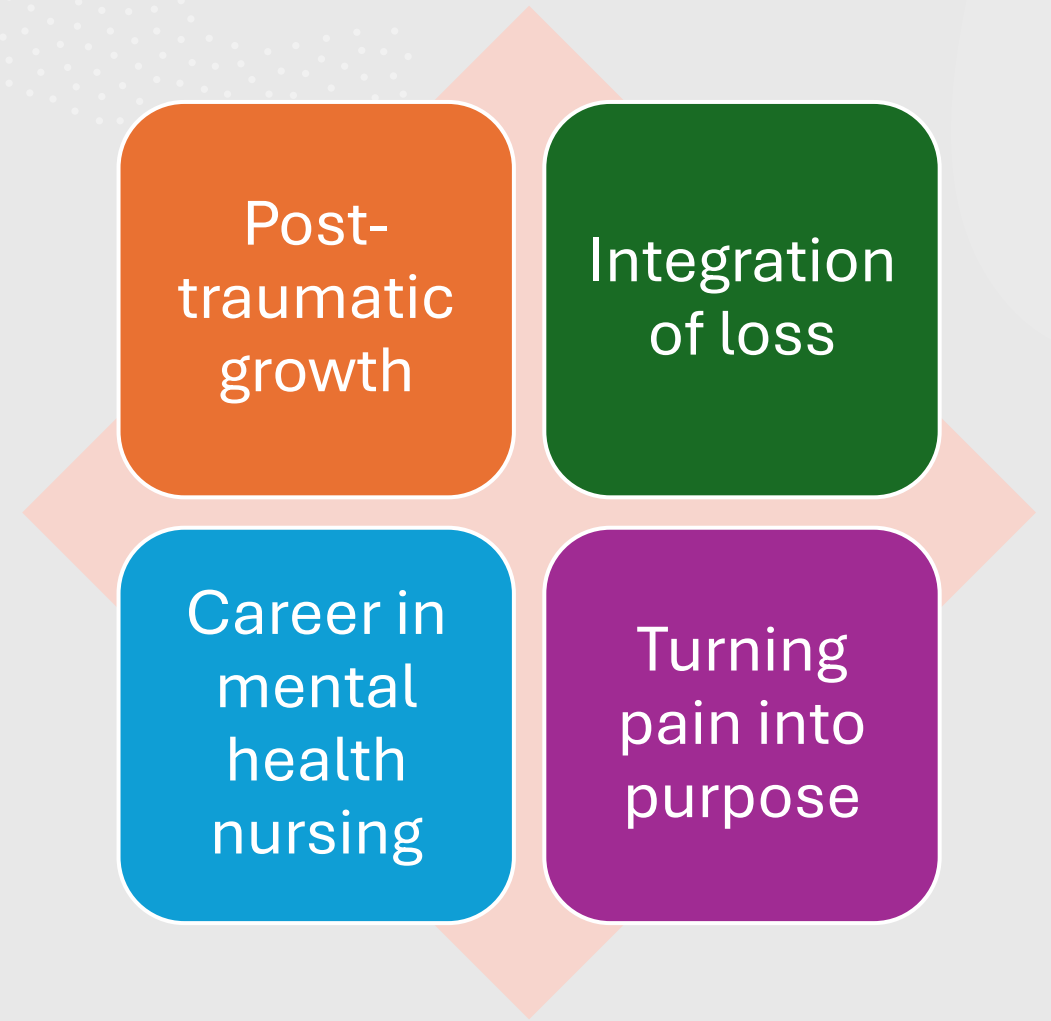 Post-
traumatic
growth
Integration
of loss
Career in
mental
health
nursing
Turning
pain into
purpose